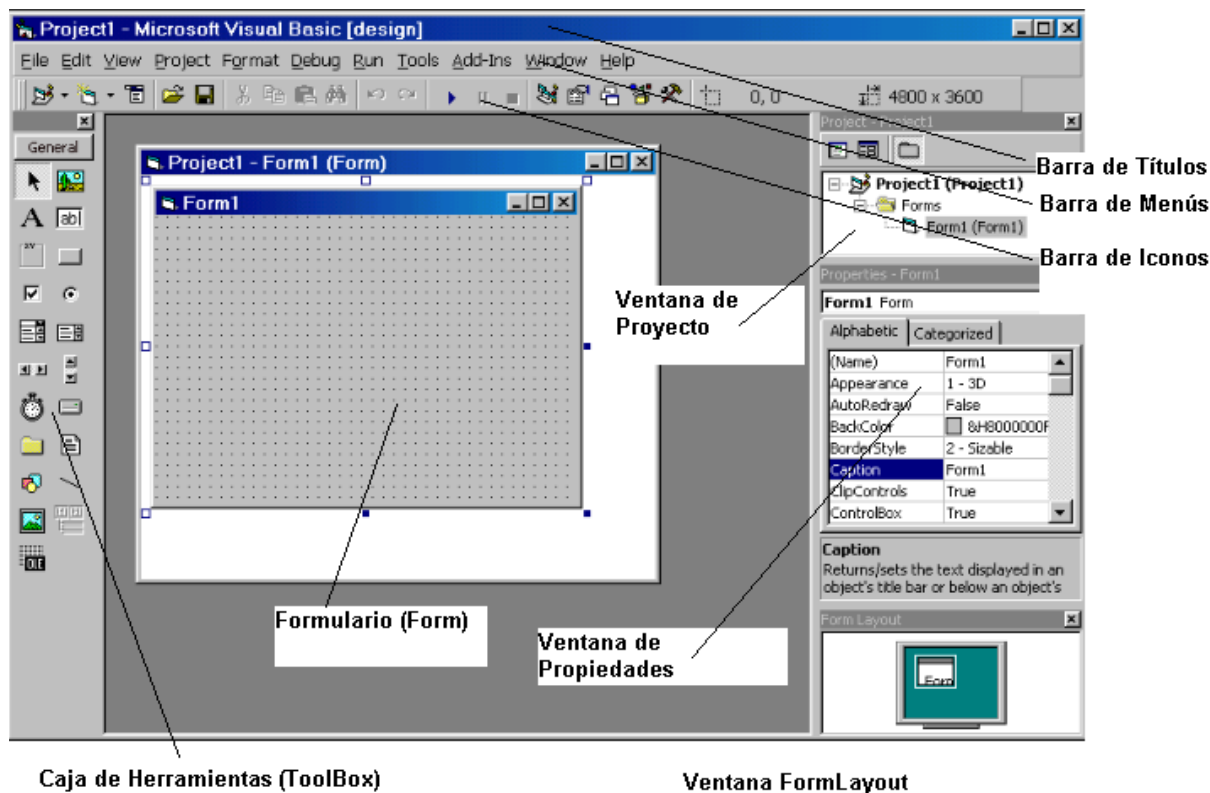 Project1 - Microsoft Visual Basic [design]
File Edit View Project Format Debug Run Tools Add-Ins Window Help
0, 0 4800 x 3600
General
A ab|
XY
Project1 - Form1 (Form)
Form1
Project - Project1
Project1 (Project1)
Forms
Form1 (Form1)
Barra de Títulos
Barra de Menús
Barra de Iconos
Ventana de
Proyecto
Properties - Form1
Form1 Form
Alphabetic Categorized
(Name) Form1
Appearance 1 - 3D
AutoRedraw False
BackColor &H8000000F
BorderStyle 2 - Sizable
Caption Form1
ClipControls True
ControlBox True
Caption
Returns/sets the text displayed in an
object's title bar or below an object's
Formulario (Form)
Ventana de
Propiedades
Form Layout
Form
Caja de Herramientas (ToolBox)
Ventana FormLayout